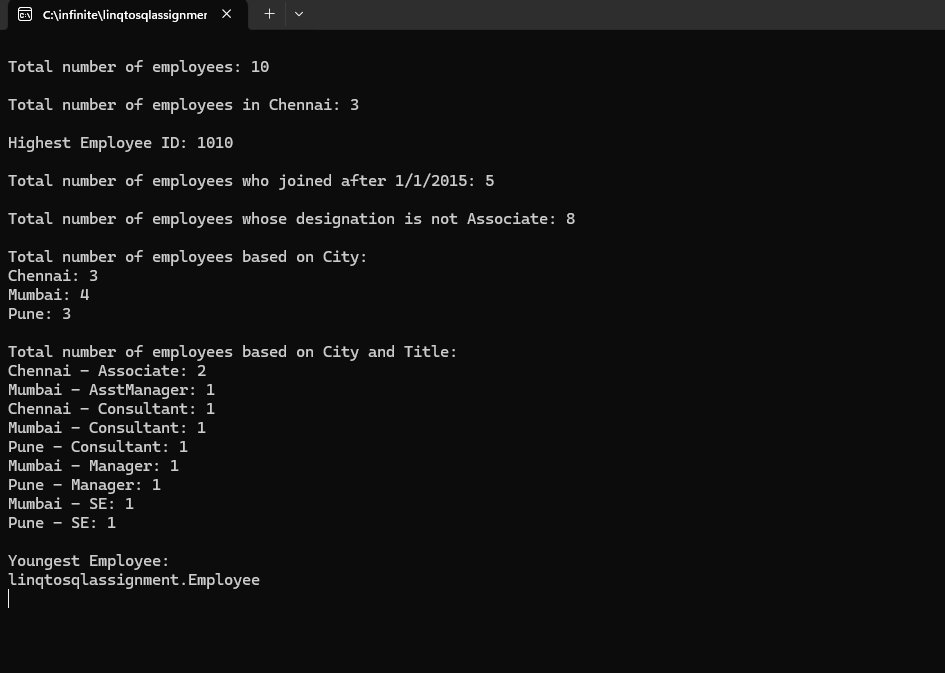 C:\infinite\linqtosqlassignmer
Total number of employees: 10
Total number of employees in Chennai: 3
Highest Employee ID: 1010
Total number of employees who joined after 1/1/2015: 5
Total number of employees whose designation is not Associate: 8
Total number of employees based on City:
Chennai: 3
Mumbai: 4
Pune: 3
Total number of employees based on City and Title:
Chennai - Associate: 2
Mumbai - AsstManager: 1
Chennai - Consultant: 1
Mumbai - Consultant: 1
Pune - Consultant: 1
Mumbai - Manager: 1
Pune - Manager: 1
Mumbai - SE: 1
Pune - SE: 1
Youngest Employee:
linqtosqlassignment.Employee